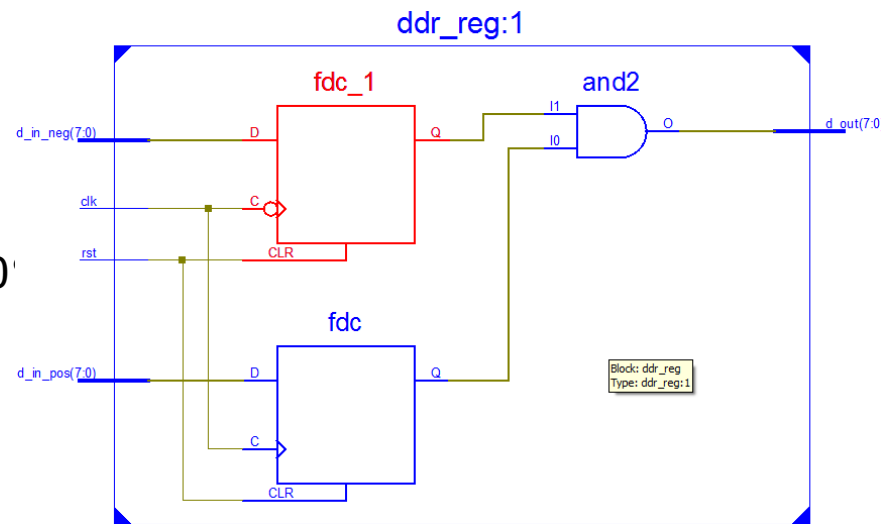 ddr_reg:1
fdc_1
and2
d_in_neg(7:0)
D
Q
I1
I0
O
d_out(7:0
clk
C
rst
CLR
0'
fdc
d_in_pos(7:0)
D
Q
Block: ddr_reg
Type: ddr_reg:1
C
CLR